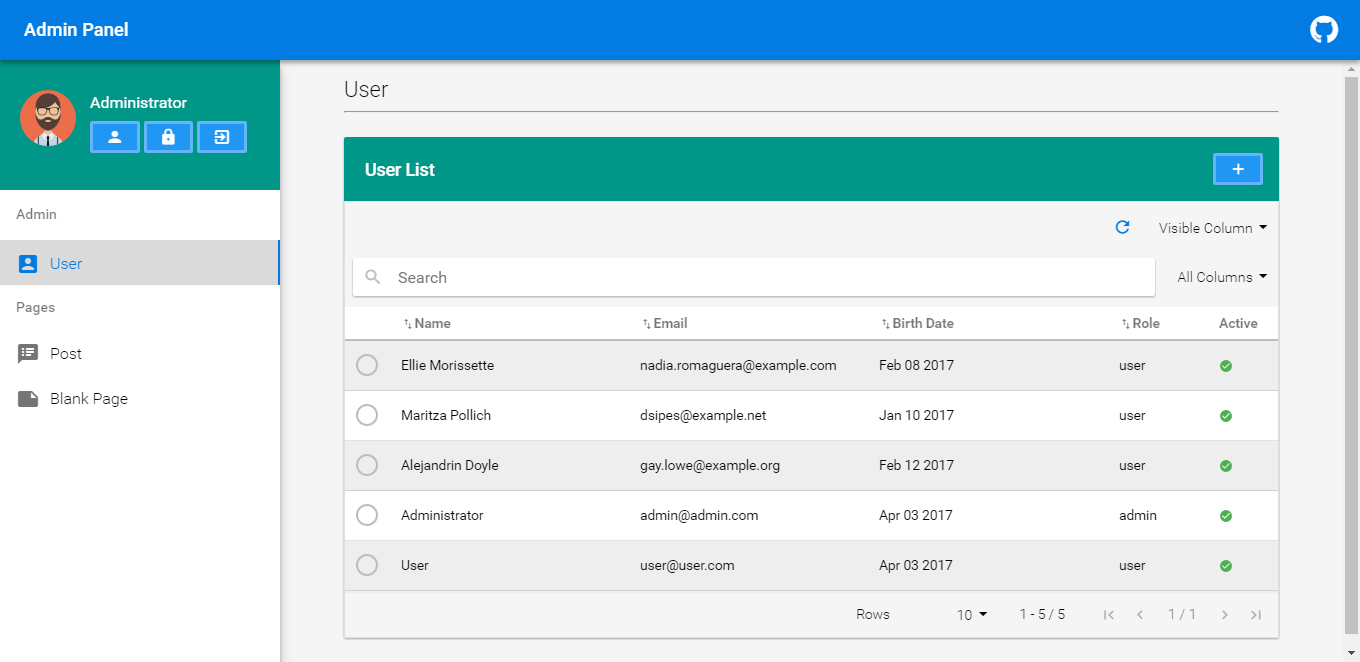 Admin Panel
Administrator
Admin
User
Pages
Post
Blank Page
User
User List
Visible Column
Search
All Columns
Name Email Birth Date Role Active
Ellie Morissette nadia.romaguera@example.com Feb 08 2017 user
Maritza Pollich dsipes@example.net Jan 10 2017 user
Alejandrin Doyle gay.lowe@example.org Feb 12 2017 user
Administrator admin@admin.com Apr 03 2017 admin
User user@user.com Apr 03 2017 user
Rows 10 1 - 5 / 5 1 / 1